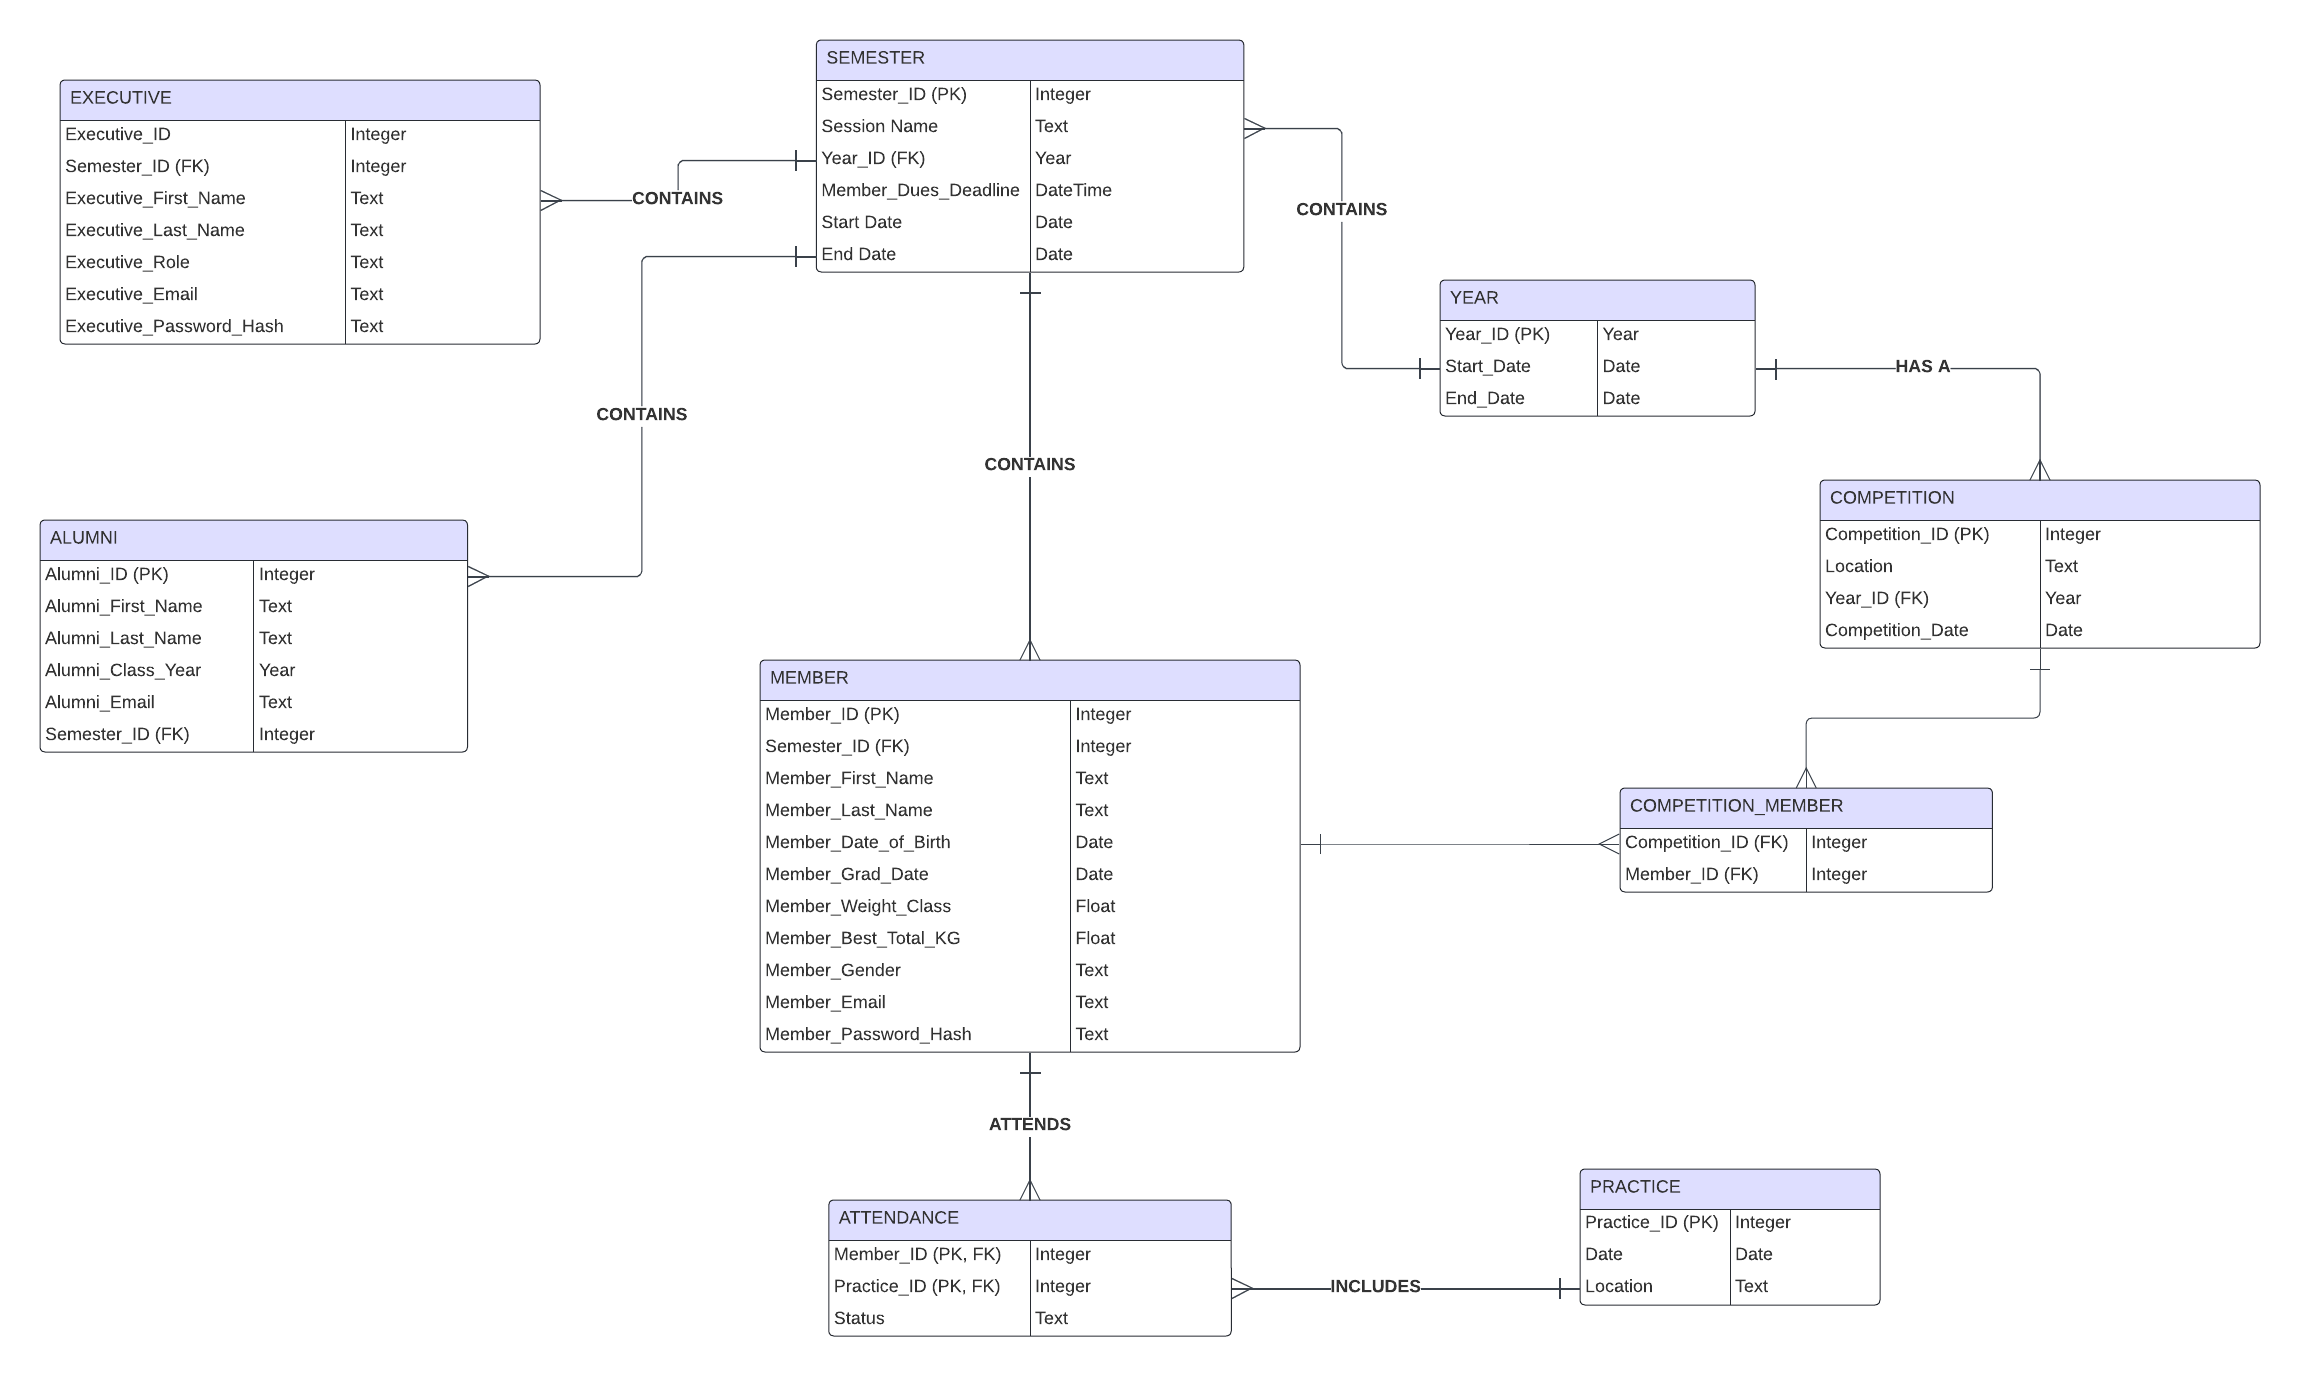 SEMESTER
Semester_ID (PK) Integer
Session Name Text
Year_ID (FK) Year
Member_Dues_Deadline DateTime
Start Date Date
End Date Date
EXECUTIVE
Executive_ID Integer
Semester_ID (FK) Integer
Executive_First_Name Text
Executive_Last_Name Text
Executive_Role Text
Executive_Email Text
Executive_Password_Hash Text
CONTAINS
CONTAINS
CONTAINS
CONTAINS
YEAR
Year_ID (PK) Year
Start_Date Date
End_Date Date
HAS A
COMPETITION
Competition_ID (PK) Integer
Location Text
Year_ID (FK) Year
Competition_Date Date
ALUMNI
Alumni_ID (PK) Integer
Alumni_First_Name Text
Alumni_Last_Name Text
Alumni_Class_Year Year
Alumni_Email Text
Semester_ID (FK) Integer
MEMBER
Member_ID (PK) Integer
Semester_ID (FK) Integer
Member_First_Name Text
Member_Last_Name Text
Member_Date_of_Birth Date
Member_Grad_Date Date
Member_Weight_Class Float
Member_Best_Total_KG Float
Member_Gender Text
Member_Email Text
Member_Password_Hash Text
COMPETITION_MEMBER
Competition_ID (FK) Integer
Member_ID (FK) Integer
ATTENDS
ATTENDANCE
Member_ID (PK, FK) Integer
Practice_ID (PK, FK) Integer
Status Text
INCLUDES
PRACTICE
Practice_ID (PK) Integer
Date Date
Location Text